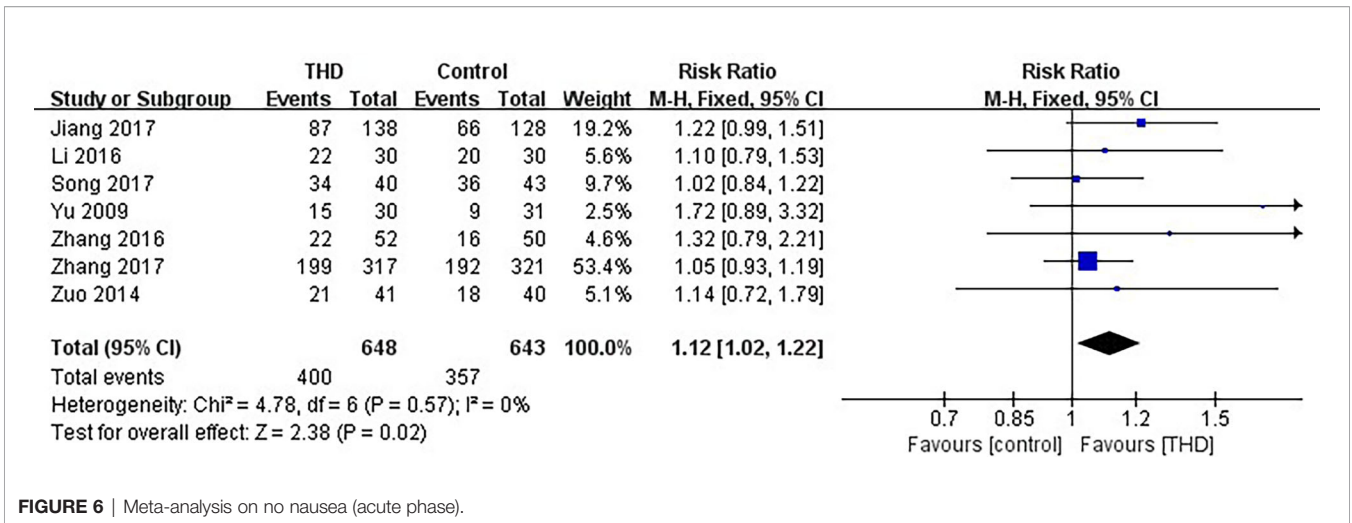 THD Control Risk Ratio Risk Ratio
Study or Subgroup Events Total Events Total Weight M-H, Fixed, 95% CI M-H, Fixed, 95% CI
Jiang 2017 87 138 66 128 19.2% 1.22 [0.99, 1.51]
Li 2016 22 30 20 30 5.6% 1.10 [0.79, 1.53]
Song 2017 34 40 36 43 9.7% 1.02 [0.84, 1.22]
Yu 2009 15 30 9 31 2.5% 1.72 [0.89, 3.32]
Zhang 2016 22 52 16 50 4.6% 1.32 [0.79, 2.21]
Zhang 2017 199 317 192 321 53.4% 1.05 [0.93, 1.19]
Zuo 2014 21 41 18 40 5.1% 1.14 [0.72, 1.79]
Total (95% CI) 648 643 100.0% 1.12 [1.02, 1.22]
Total events 400 357
Heterogeneity: Chi² = 4.78, df = 6 (P = 0.57); I² = 0%
Test for overall effect: Z = 2.38 (P = 0.02)
0.7 0.85 1 1.2 1.5
Favours [control] Favours [THD]
FIGURE 6 | Meta-analysis on no nausea (acute phase).